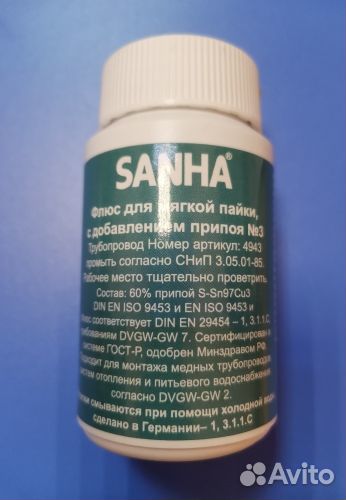 SANHA®
Флюс для мягкой пайки,
с добавлением припоя №3
Трубопровод Номер артикул: 4943
промыть согласно СНиП 3.05.01-85.
Рабочее место тщательно проветрить.
Состав: 60% припой S-Sn97Cu3
DIN EN ISO 9453 и EN ISO 9453 и
соответствует DIN EN 29454 – 1, 3.1.1.C,
DVGW-GW 7. Сертифицирован
ГОСТ-Р, одобрен Минздравом РФ.
для монтажа медных трубопроводов
отопления и питьевого водоснабжения
согласно DVGW-GW 2.
смываются при помощи холодной
сделано в Германии– 1, 3.1.1.C
Avito